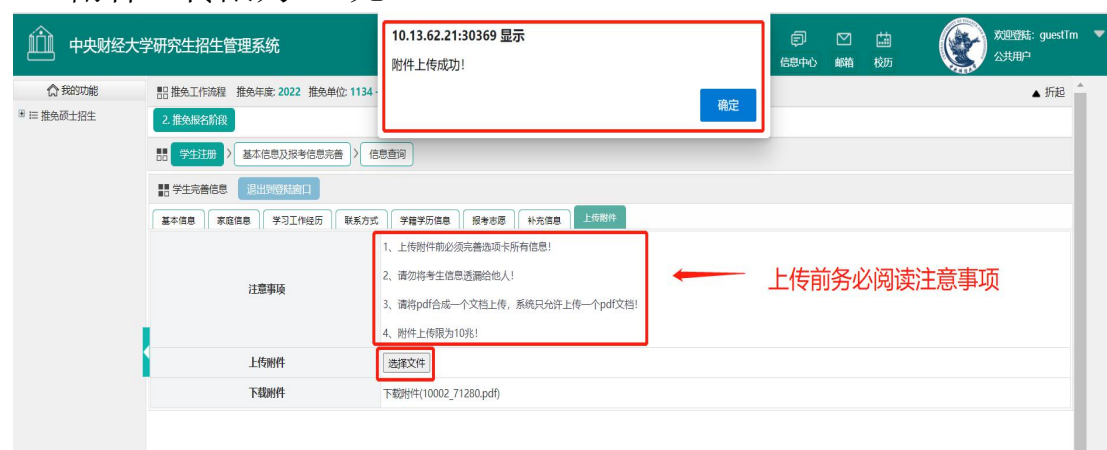 中央财经大学研究生招生管理系统
10.13.62.21:30369 显示
附件上传成功!
确定
信息中心 邮箱 校历
欢迎登陆: guestTm
公共用户
我的功能
推免硕士招生
推免工作流程 推免年度: 2022 推免单位: 1134 -
折起
2. 推免报名阶段
学生注册 基本信息及报考信息完善 信息查询
学生完善信息 退出到登陆窗口
基本信息 家庭信息 学习工作经历 联系方式 学籍学历信息 报考志愿 补充信息 上传附件
注意事项
1、上传附件前必须完善选项卡所有信息!
2、请勿将考生信息透漏给他人!
3、请将pdf合成一个文档上传，系统只允许上传一个pdf文档!
4、附件上传限为10兆!
上传前务必阅读注意事项
上传附件 选择文件
下载附件 下载附件(10002_71280.pdf)